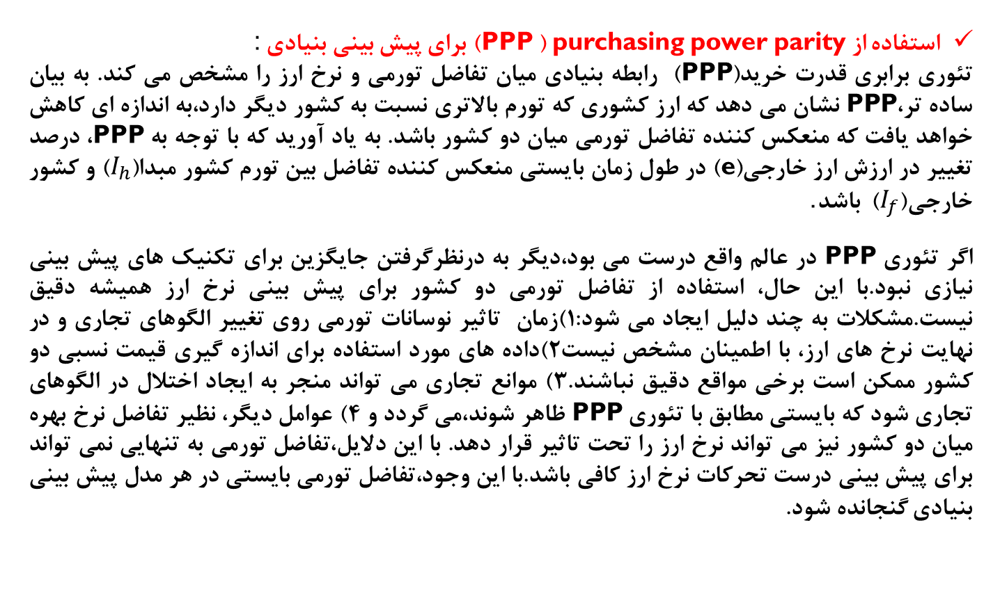 ✓ استفاده از purchasing power parity ( PPP) برای پیش بینی بنیادی :
تئوری برابری قدرت خرید(PPP) رابطه بنیادی میان تفاضل تورمی و نرخ ارز را مشخص می کند. به بیان
ساده تر،PPP نشان می دهد که ارز کشوری که تورم بالاتری نسبت به کشور دیگر دارد،به اندازه ای کاهش
خواهد یافت که منعکس کننده تفاضل تورمی میان دو کشور باشد. به یاد آورید که با توجه به PPP، درصد
تغییر در ارزش ارز خارجی(e) در طول زمان بایستی منعکس کننده تفاضل بین تورم کشور مبدا(I_h) و کشور
خارجی(I_f) باشد.
اگر تئوری PPP در عالم واقع درست می بود،دیگر به درنظرگرفتن جایگزین برای تکنیک های پیش بینی
نیازی نبود.با این حال، استفاده از تفاضل تورمی دو کشور برای پیش بینی نرخ ارز همیشه دقیق
نیست.مشکلات به چند دلیل ایجاد می شود:۱)زمان تاثیر نوسانات تورمی روی تغییر الگوهای تجاری و در
نهایت نرخ های ارز، با اطمینان مشخص نیست۲)داده های مورد استفاده برای اندازه گیری قیمت نسبی دو
کشور ممکن است برخی مواقع دقیق نباشند.۳) موانع تجاری می تواند منجر به ایجاد اختلال در الگوهای
تجاری شود که بایستی مطابق با تئوری PPP ظاهر شوند،می گردد و ۴) عوامل دیگر، نظیر تفاضل نرخ بهره
میان دو کشور نیز می تواند نرخ ارز را تحت تاثیر قرار دهد. با این دلایل،تفاضل تورمی به تنهایی نمی تواند
برای پیش بینی درست تحرکات نرخ ارز کافی باشد.با این وجود،تفاضل تورمی بایستی در هر مدل پیش بینی
بنیادی گنجانده شود.